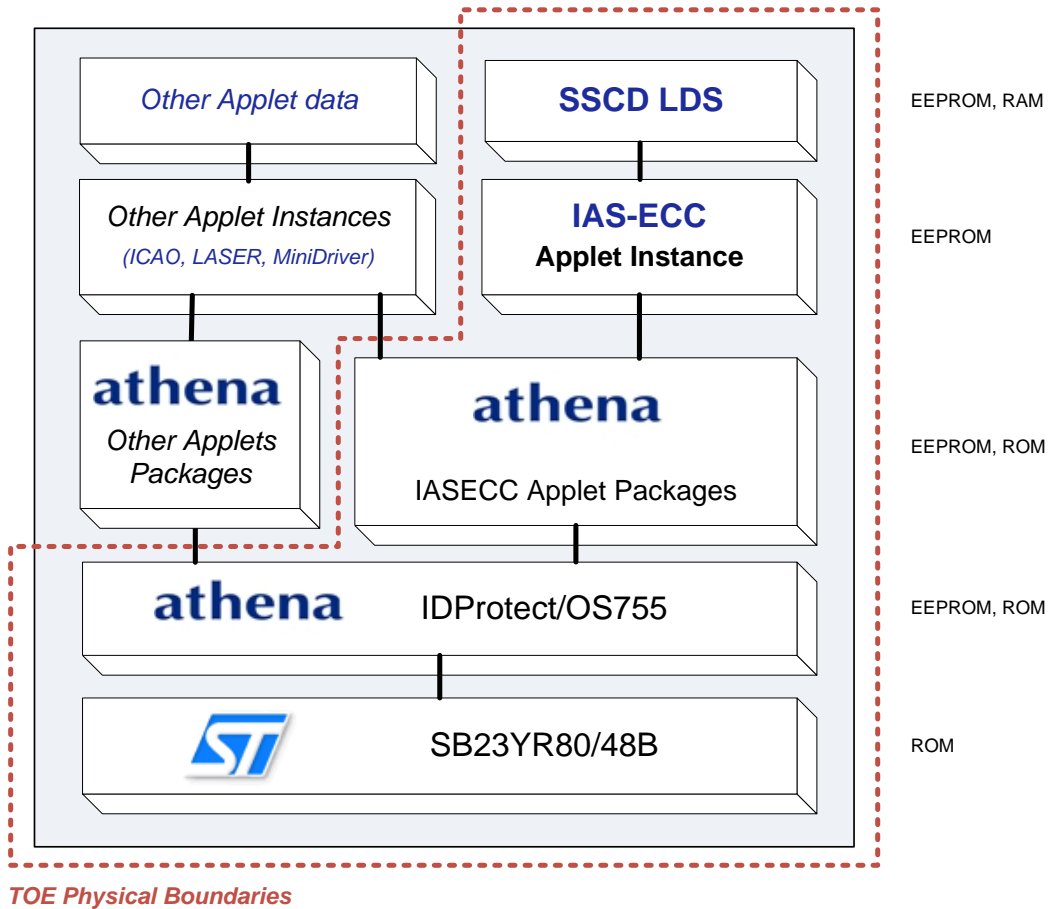 Other Applet data
SSCD LDS
EEPROM, RAM
Other Applet Instances
(ICAO, LASER, MiniDriver)
IAS-ECC
Applet Instance
EEPROM
athena
Other Applets
Packages
athena
IASECC Applet Packages
EEPROM, ROM
athena
IDProtect/OS755
EEPROM, ROM
ST
SB23YR80/48B
ROM
TOE Physical Boundaries